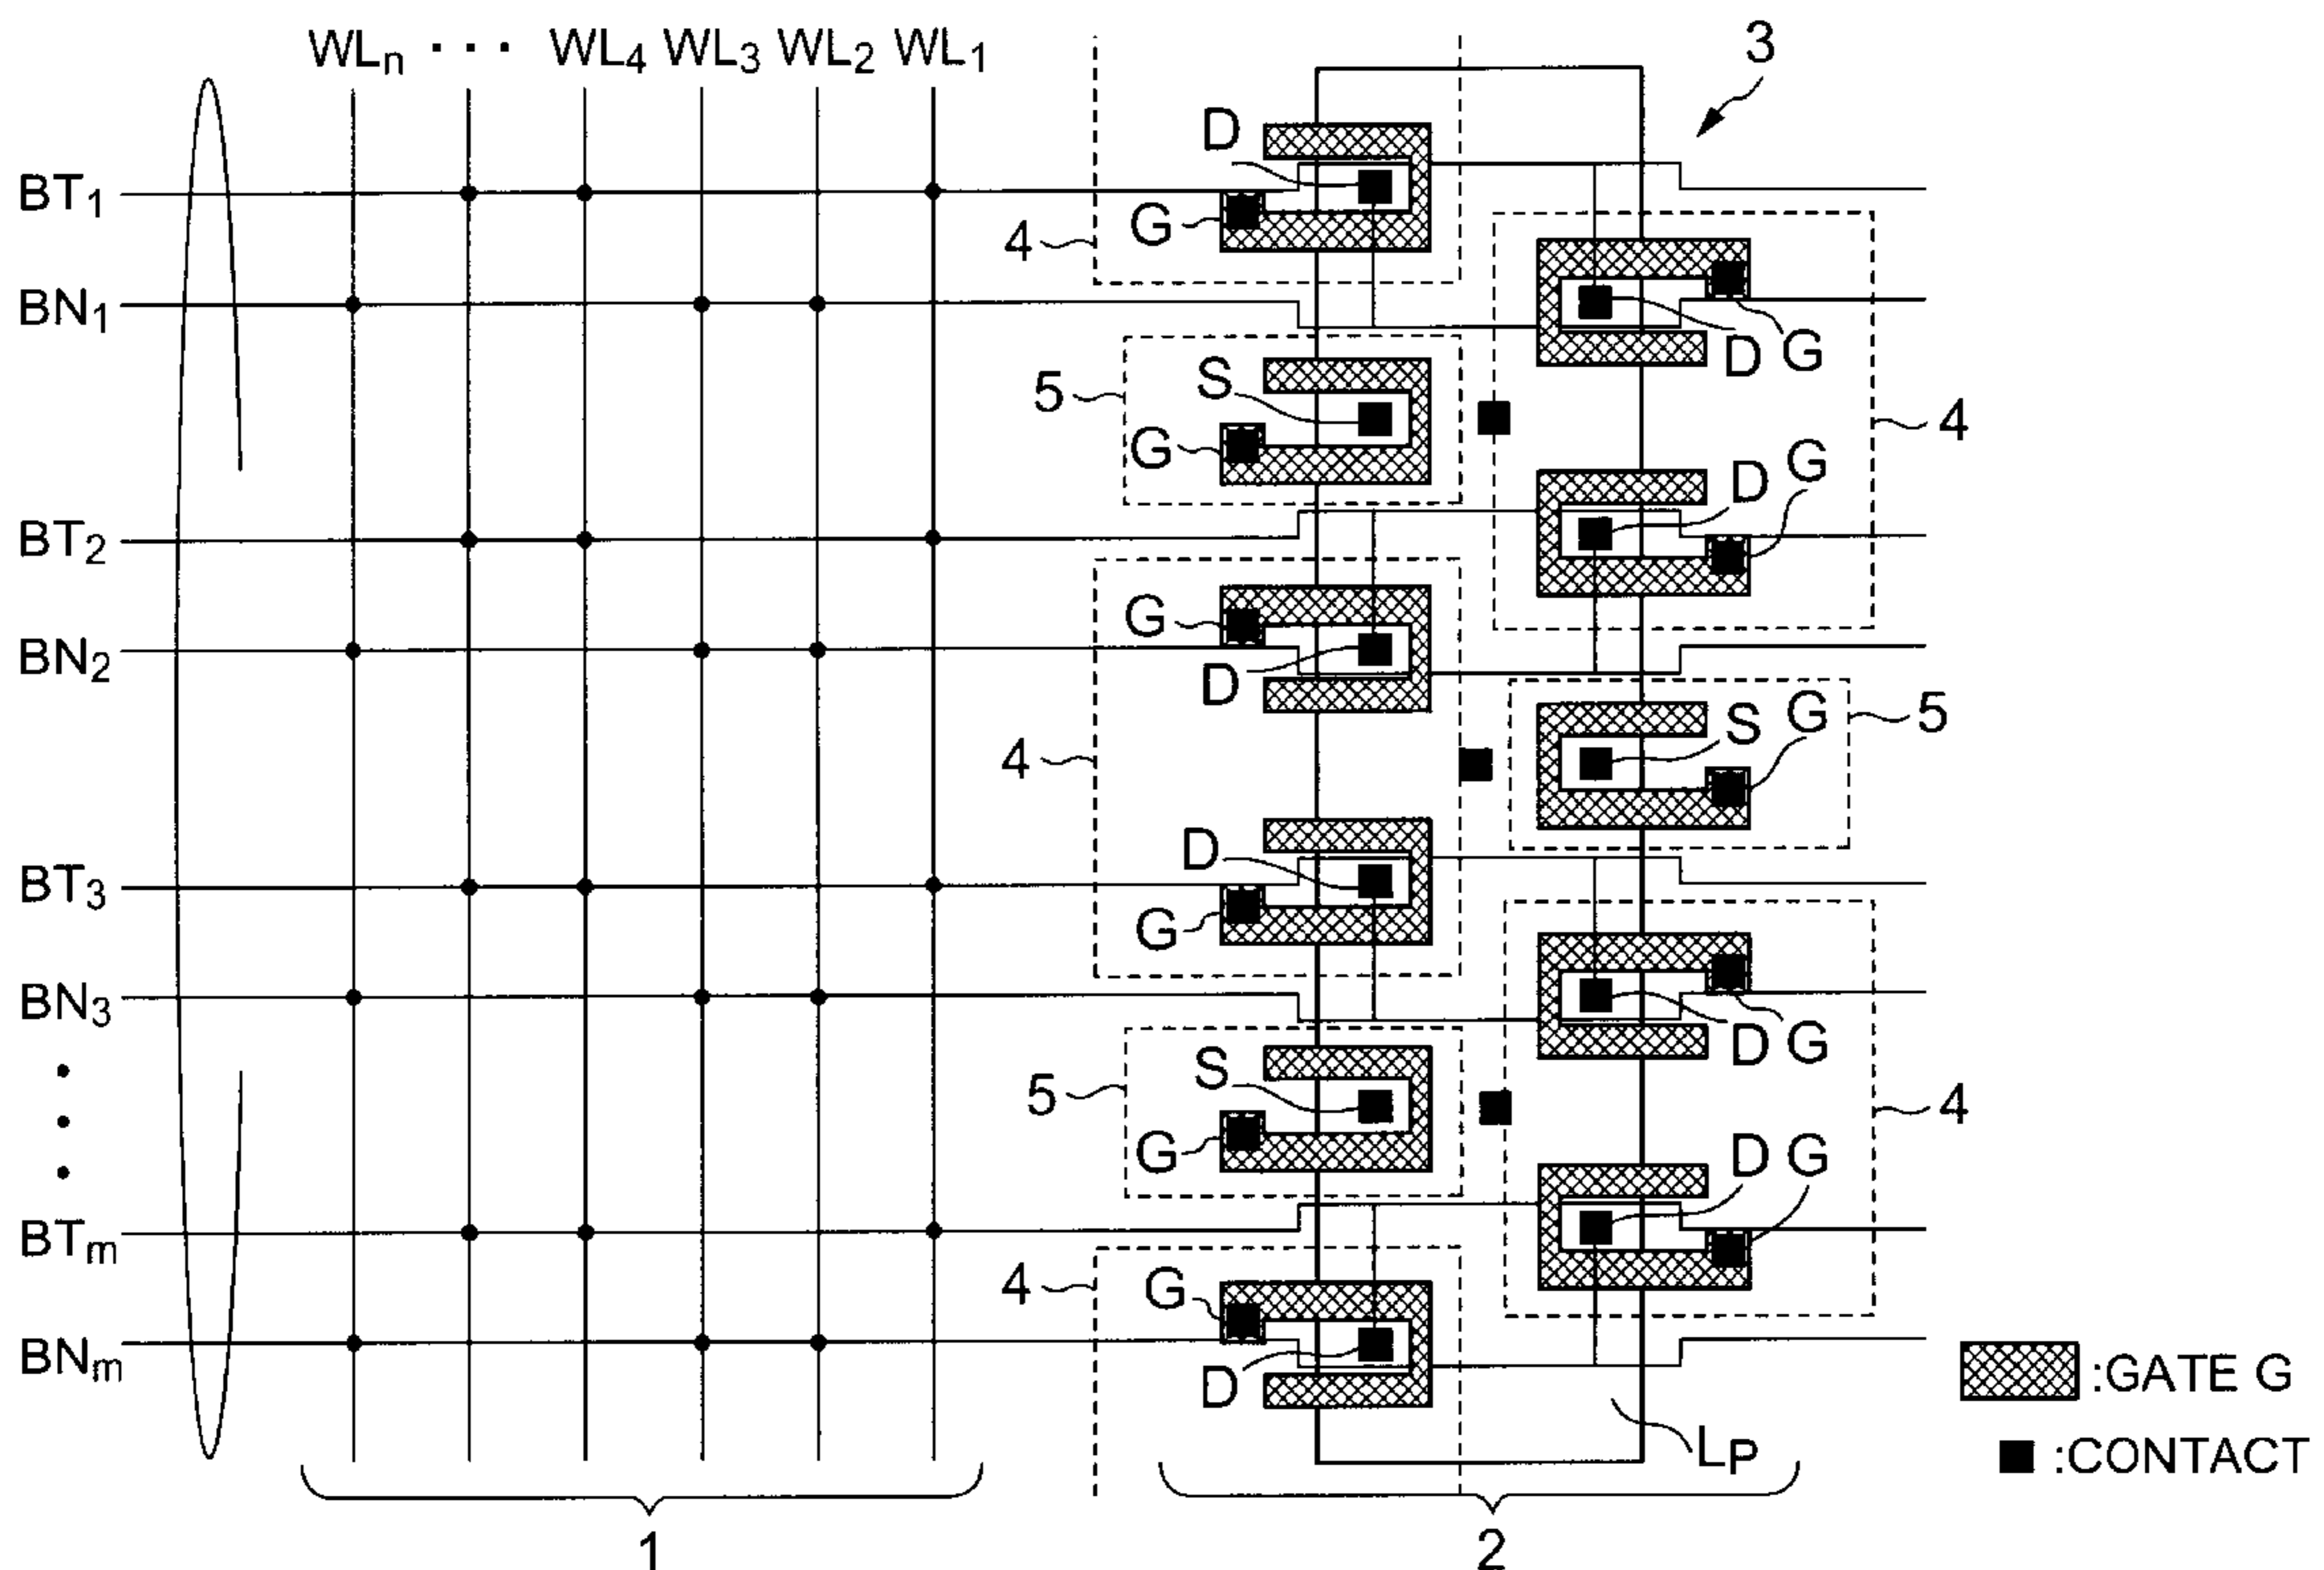 WLn ··· WL4 WL3 WL2 WL1
3
D
BT1
G
4
BN1
D G
S
5
4
G
D G
BT2
G
BN2
D
S G
5
4
D
BT3
G
BN3
D G
S
5
4
G
D G
BTm
4
G
BNm
D
:GATE G
LP
:CONTACT
1
2